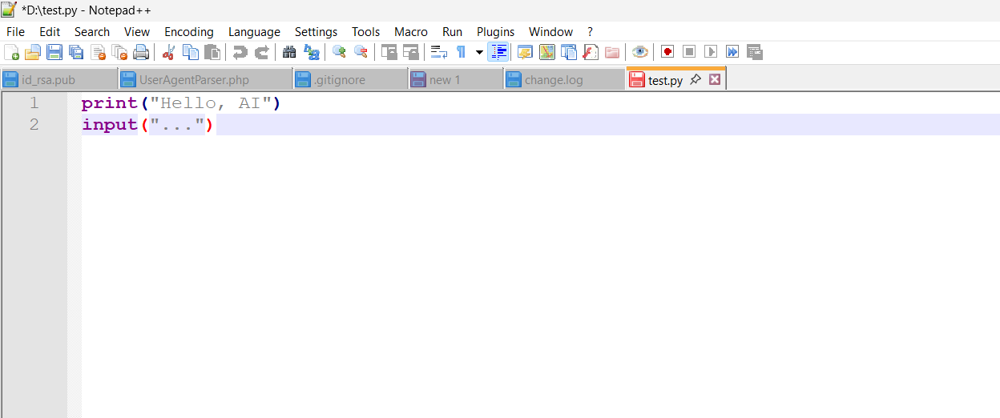 *D:\test.py - Notepad++
File Edit Search View Encoding Language Settings Tools Macro Run Plugins Window ?
id_rsa.pub UserAgentParser.php .gitignore new 1 change.log test.py
1 print("Hello, AI")
2 input("...")